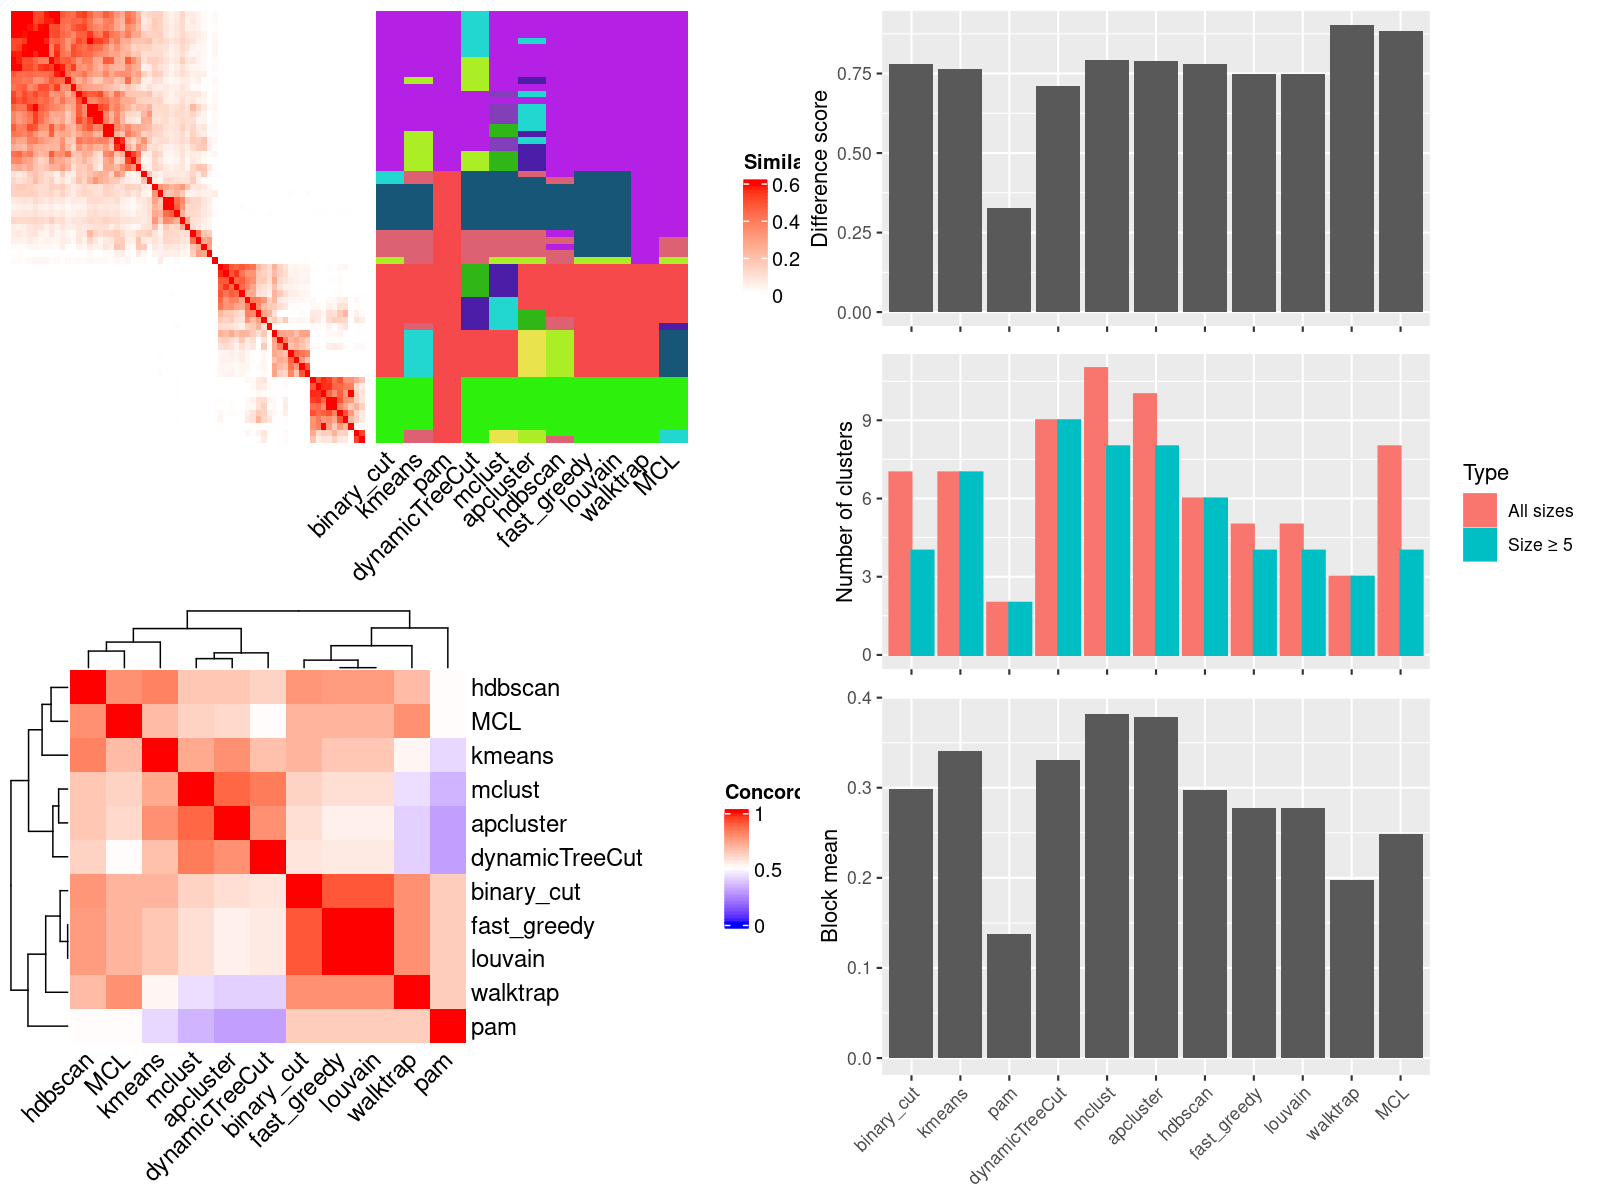 Simila
0.6
0.4
0.2
0
binary_cut
kmeans
pam
dynamicTreeCut
mclust
apcluster
hdbscan
fast_greedy
louvain
walktrap
MCL
hdbscan
MCL
kmeans
mclust
apcluster
dynamicTreeCut
binary_cut
fast_greedy
louvain
walktrap
pam
hdbscan
MCL
kmeans
mclust
apcluster
dynamicTreeCut
binary_cut
fast_greedy
louvain
walktrap
pam
Concord
1
0.5
0
Difference score
0.75
0.50
0.25
0.00
Number of clusters
9
6
3
0
Type
All sizes
Size ≥ 5
Block mean
0.4
0.3
0.2
0.1
0.0
binary_cut
kmeans
pam
dynamicTreeCut
mclust
apcluster
hdbscan
fast_greedy
louvain
walktrap
MCL